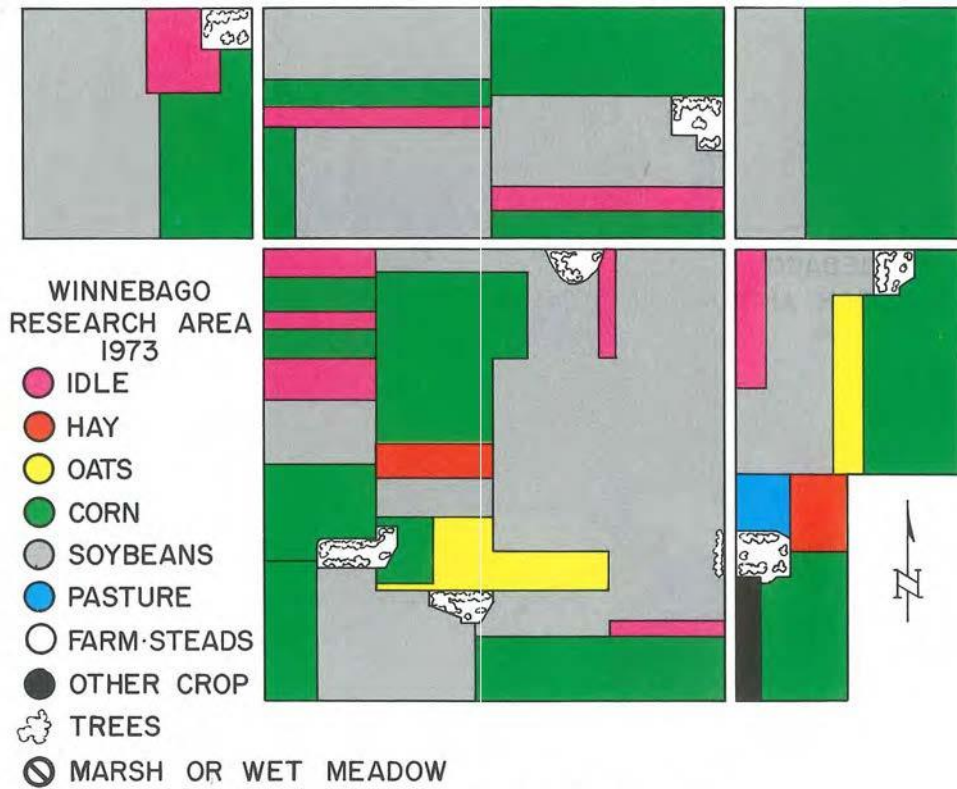 WINNEBAGO
RESEARCH AREA
1973
IDLE
HAY
OATS
CORN
SOYBEANS
PASTURE
FARM-STEADS
OTHER CROP
TREES
MARSH OR WET MEADOW
N